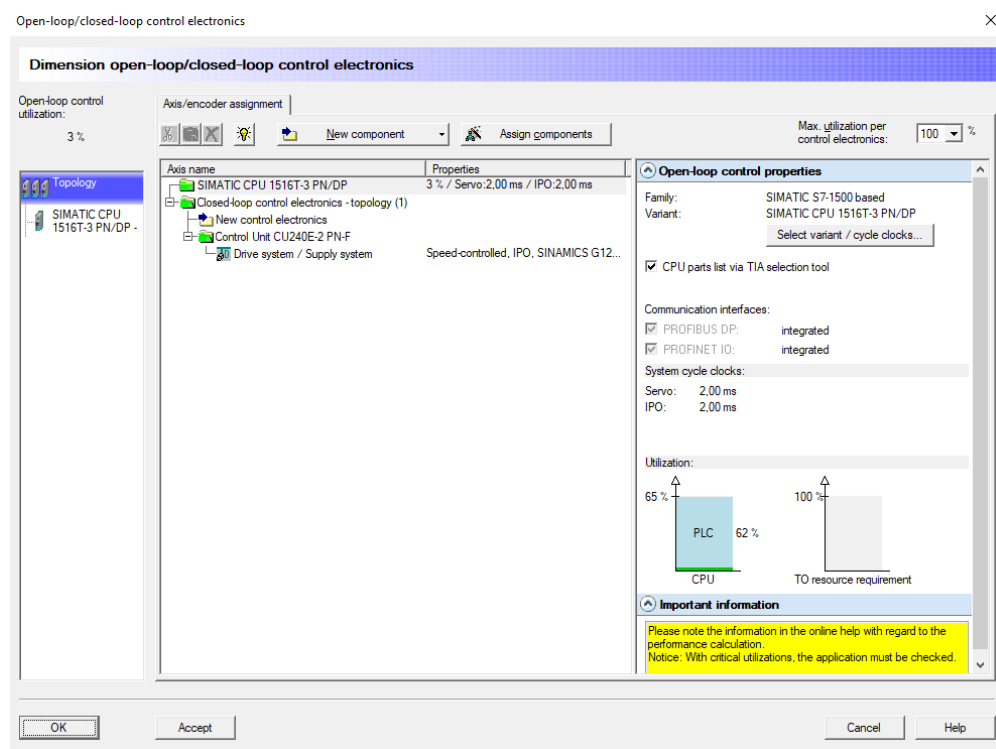 Open-loop/closed-loop control electronics
Dimension open-loop/closed-loop control electronics
Open-loop control
utilization:
3 %
Topology
SIMATIC CPU
1516T-3 PN/DP -
Axis/encoder assignment
New component
Assign components
Max. utilization per
control electronics:
100
%
Axis name
Properties
SIMATIC CPU 1516T-3 PN/DP
3 % / Servo:2,00 ms / IPO:2,00 ms
Closed-loop control electronics - topology (1)
New control electronics
Control Unit CU240E-2 PN-F
Drive system / Supply system
Speed-controlled, IPO, SINAMICS G12...
Open-loop control properties
Family:
SIMATIC S7-1500 based
Variant:
SIMATIC CPU 1516T-3 PN/DP
Select variant / cycle clocks...
CPU parts list via TIA selection tool
Communication interfaces:
PROFIBUS DP:
integrated
PROFINET IO:
integrated
System cycle clocks:
Servo:
2,00 ms
IPO:
2,00 ms
Utilization:
65 %
PLC
62 %
CPU
100 %
TO resource requirement
Important information
Please note the information in the online help with regard to the
performance calculation.
Notice: With critical utilizations, the application must be checked.
OK
Accept
Cancel
Help